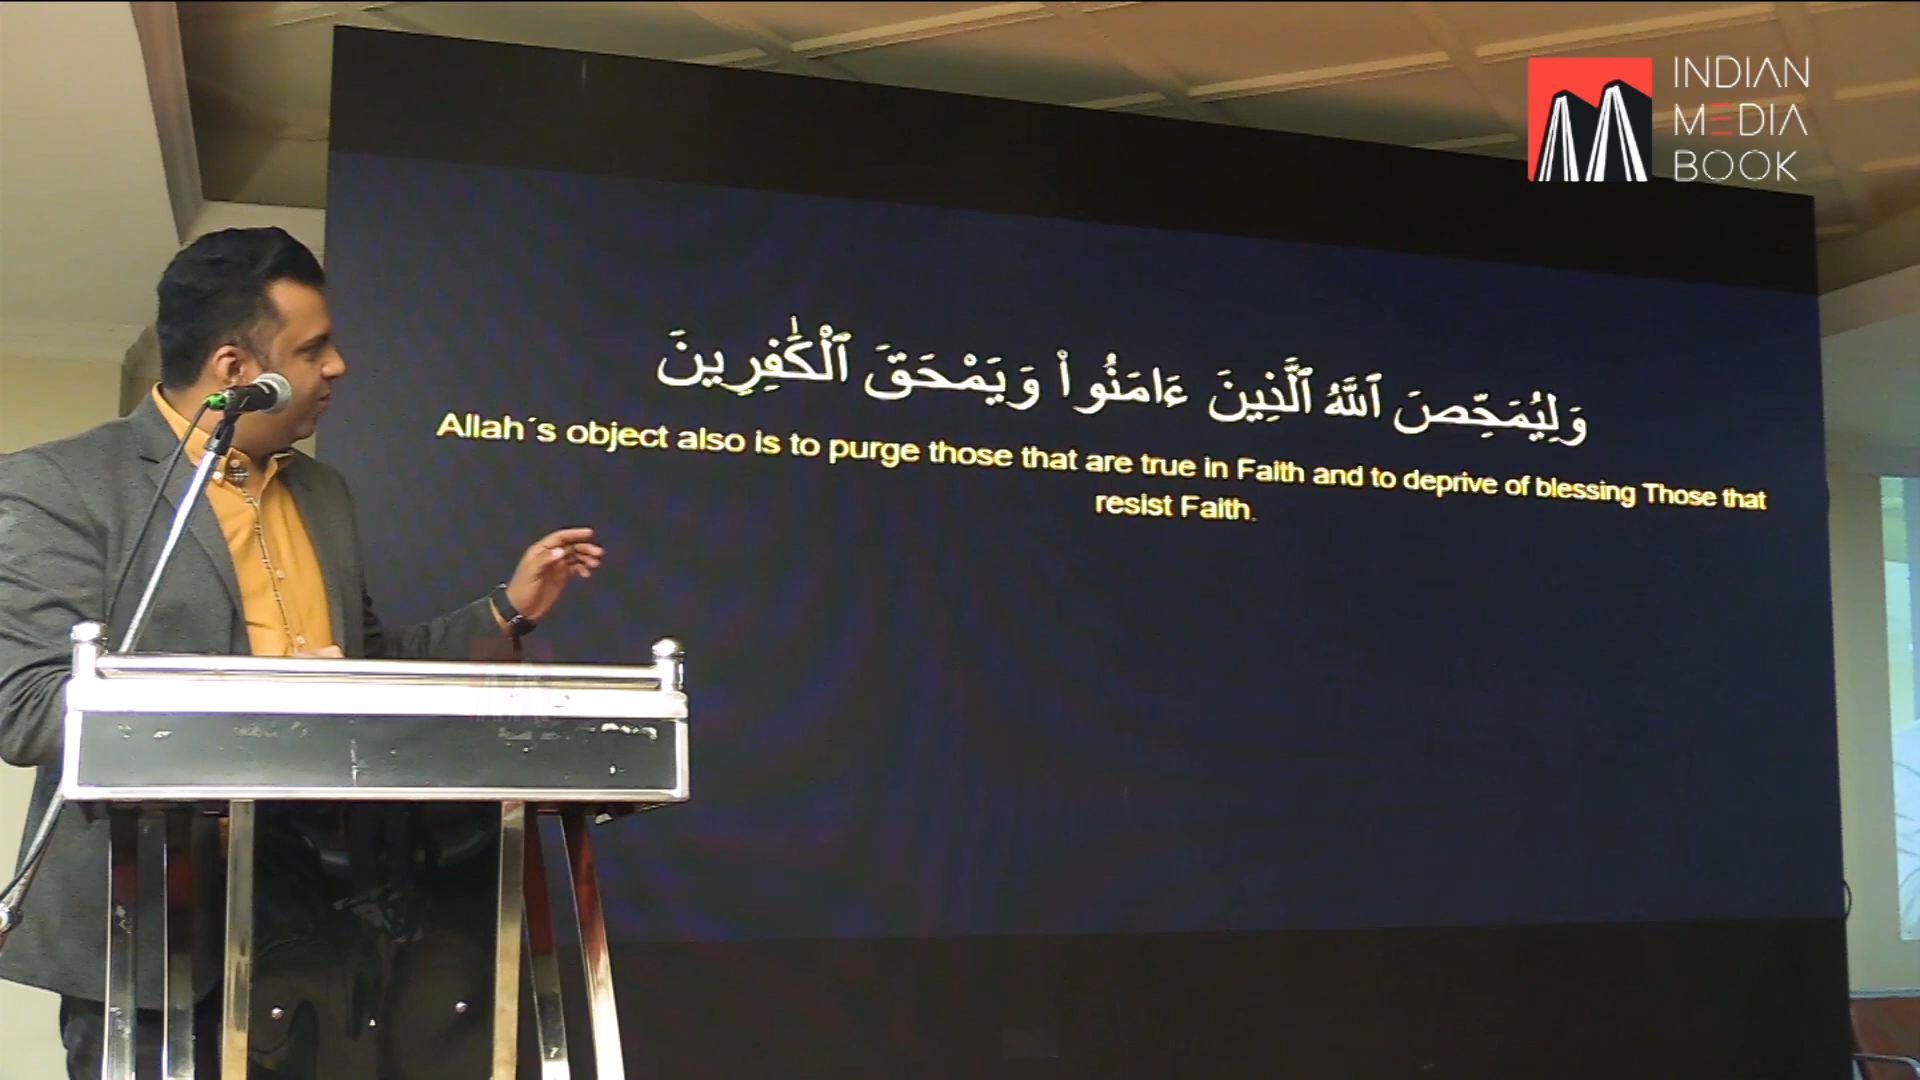 INDIAN
MEDIA
BOOK
وَلِيُمَحِّصَ ٱللَّهُ ٱلَّذِينَ ءَامَنُوا۟ وَيَمْحَقَ ٱلْكَٰفِرِينَ
Allah´s object also is to purge those that are true in Faith and to deprive of blessing Those that
resist Faith.